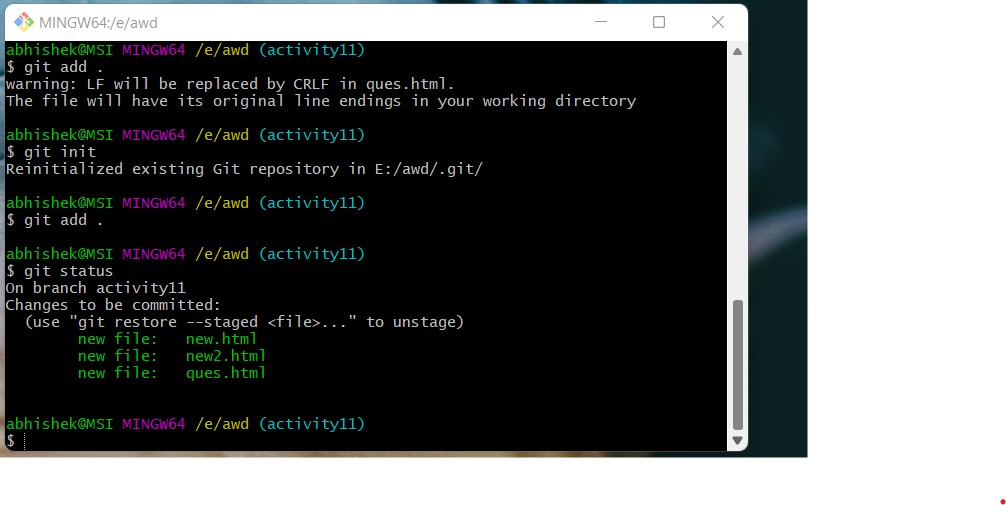 MINGW64:/e/awd
abhishek@MSI MINGW64 /e/awd (activity11)
$ git add .
warning: LF will be replaced by CRLF in ques.html.
The file will have its original line endings in your working directory
abhishek@MSI MINGW64 /e/awd (activity11)
$ git init
Reinitialized existing Git repository in E:/awd/.git/
abhishek@MSI MINGW64 /e/awd (activity11)
$ git add .
abhishek@MSI MINGW64 /e/awd (activity11)
$ git status
On branch activity11
Changes to be committed:
(use "git restore --staged <file>..." to unstage)
new file: new.html
new file: new2.html
new file: ques.html
abhishek@MSI MINGW64 /e/awd (activity11)
$